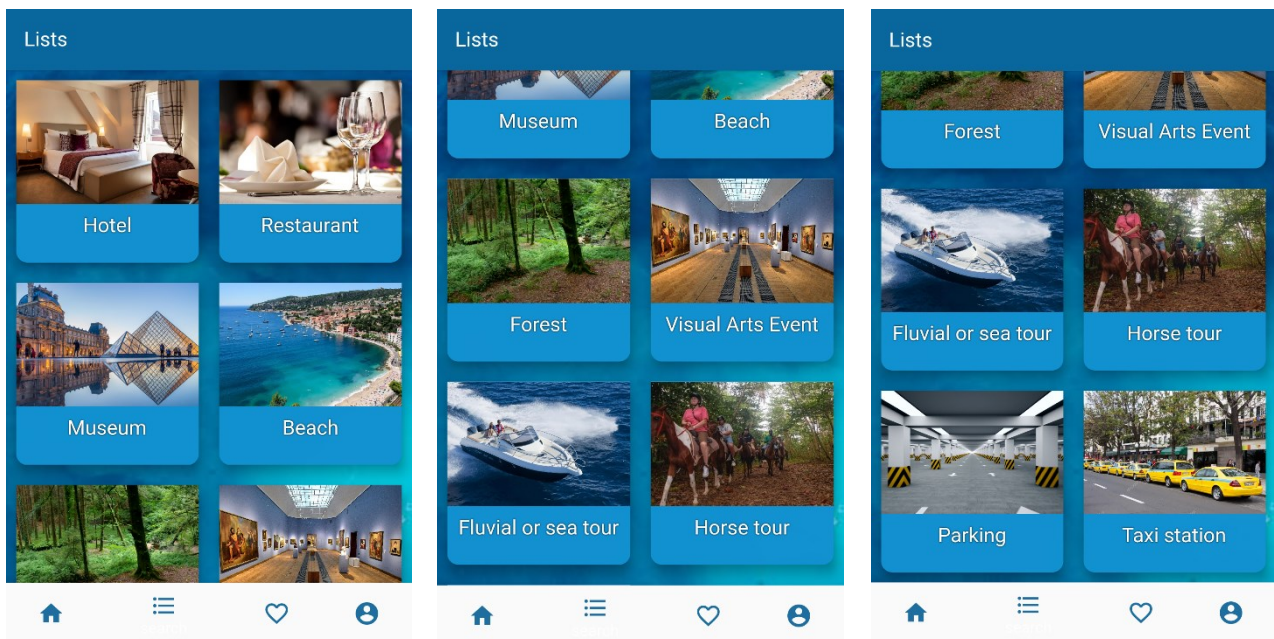 Lists
Hotel
Restaurant
Museum
Beach
Lists
Museum
Beach
Forest
Visual Arts Event
Fluvial or sea tour
Horse tour
Lists
Forest
Visual Arts Event
Fluvial or sea tour
Horse tour
Parking
Taxi station